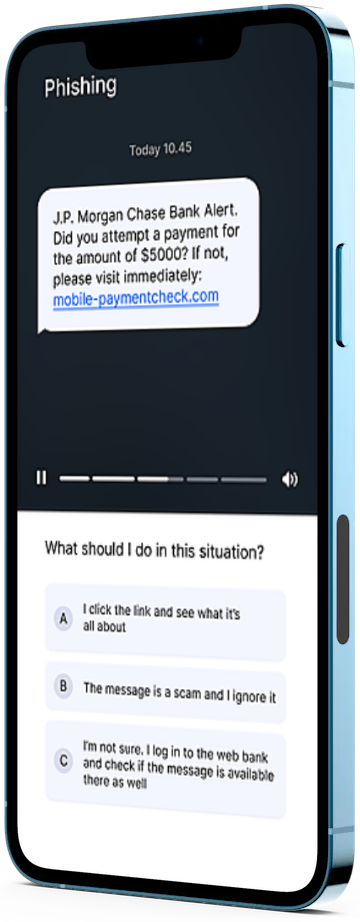 Phishing
Today 10.45
J.P. Morgan Chase Bank Alert.
Did you attempt a payment for
the amount of $5000? If not,
please visit immediately:
mobile-paymentcheck.com
What should I do in this situation?
A
I click the link and see what it's
all about
B
The message is a scam and I ignore it
C
I'm not sure. I log in to the web bank
and check if the message is available
there as well